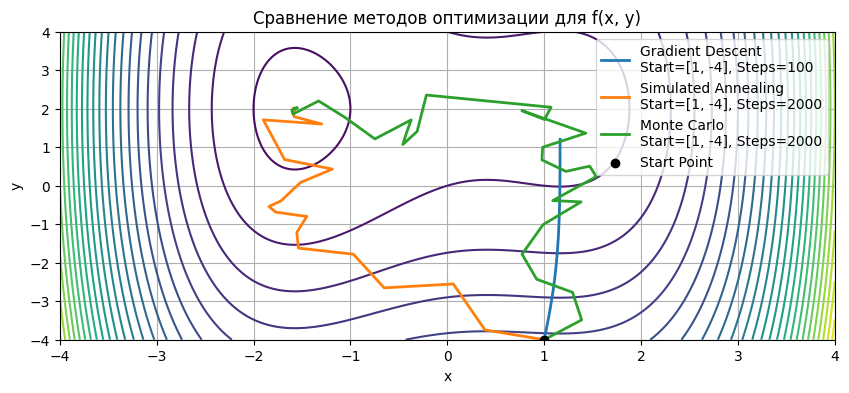 Сравнение методов оптимизации для f(x, y)
4
3
2
1
0
−1
−2
−3
−4
y
−4
−3
−2
−1
0
1
2
3
4
x
Gradient Descent
Start=[1, -4], Steps=100
Simulated Annealing
Start=[1, -4], Steps=2000
Monte Carlo
Start=[1, -4], Steps=2000
Start Point